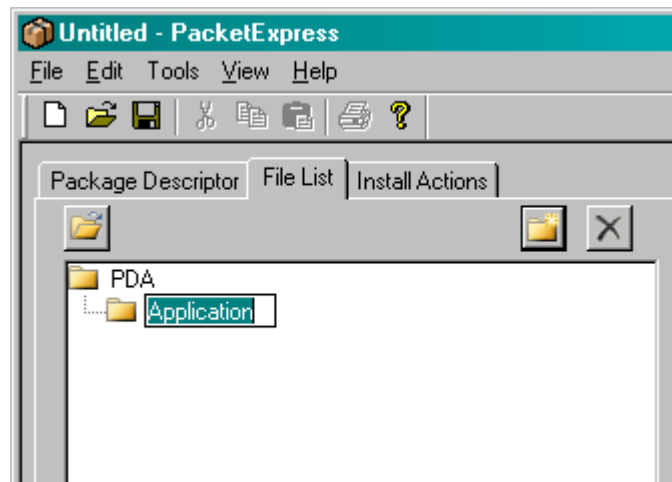 Untitled - PacketExpress
File Edit Tools View Help
Package Descriptor File List Install Actions
PDA
Application